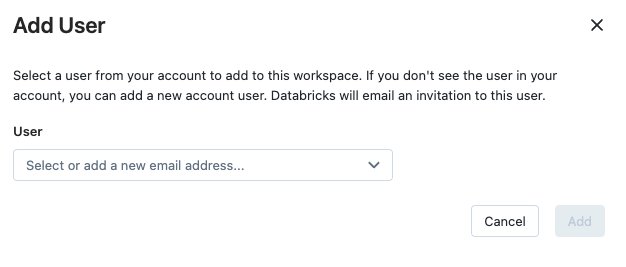 Add User
Select a user from your account to add to this workspace. If you don't see the user in your
account, you can add a new account user. Databricks will email an invitation to this user.
User
Select or add a new email address...
Cancel
Add